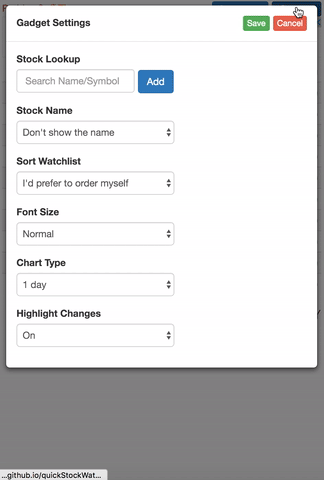 Gadget Settings
Save
Cancel
Stock Lookup
Search Name/Symbol
Add
Stock Name
Don't show the name
Sort Watchlist
I'd prefer to order myself
Font Size
Normal
Chart Type
1 day
Highlight Changes
On
...github.io/quickStockWat...